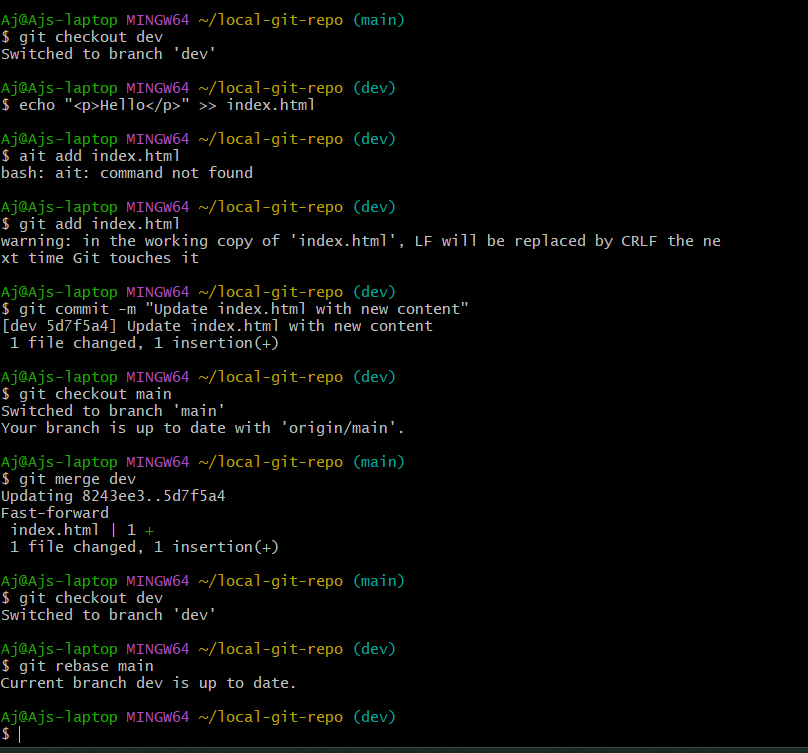 Aj@Ajs-laptop MINGW64 ~/local-git-repo (main)
$ git checkout dev
Switched to branch 'dev'
Aj@Ajs-laptop MINGW64 ~/local-git-repo (dev)
$ echo "<p>Hello</p>" >> index.html
Aj@Ajs-laptop MINGW64 ~/local-git-repo (dev)
$ ait add index.html
bash: ait: command not found
Aj@Ajs-laptop MINGW64 ~/local-git-repo (dev)
$ git add index.html
warning: in the working copy of 'index.html', LF will be replaced by CRLF the ne
xt time Git touches it
Aj@Ajs-laptop MINGW64 ~/local-git-repo (dev)
$ git commit -m "Update index.html with new content"
[dev 5d7f5a4] Update index.html with new content
 1 file changed, 1 insertion(+)
Aj@Ajs-laptop MINGW64 ~/local-git-repo (dev)
$ git checkout main
Switched to branch 'main'
Your branch is up to date with 'origin/main'.
Aj@Ajs-laptop MINGW64 ~/local-git-repo (main)
$ git merge dev
Updating 8243ee3..5d7f5a4
Fast-forward
 index.html | 1 +
 1 file changed, 1 insertion(+)
Aj@Ajs-laptop MINGW64 ~/local-git-repo (main)
$ git checkout dev
Switched to branch 'dev'
Aj@Ajs-laptop MINGW64 ~/local-git-repo (dev)
$ git rebase main
Current branch dev is up to date.
Aj@Ajs-laptop MINGW64 ~/local-git-repo (dev)
$